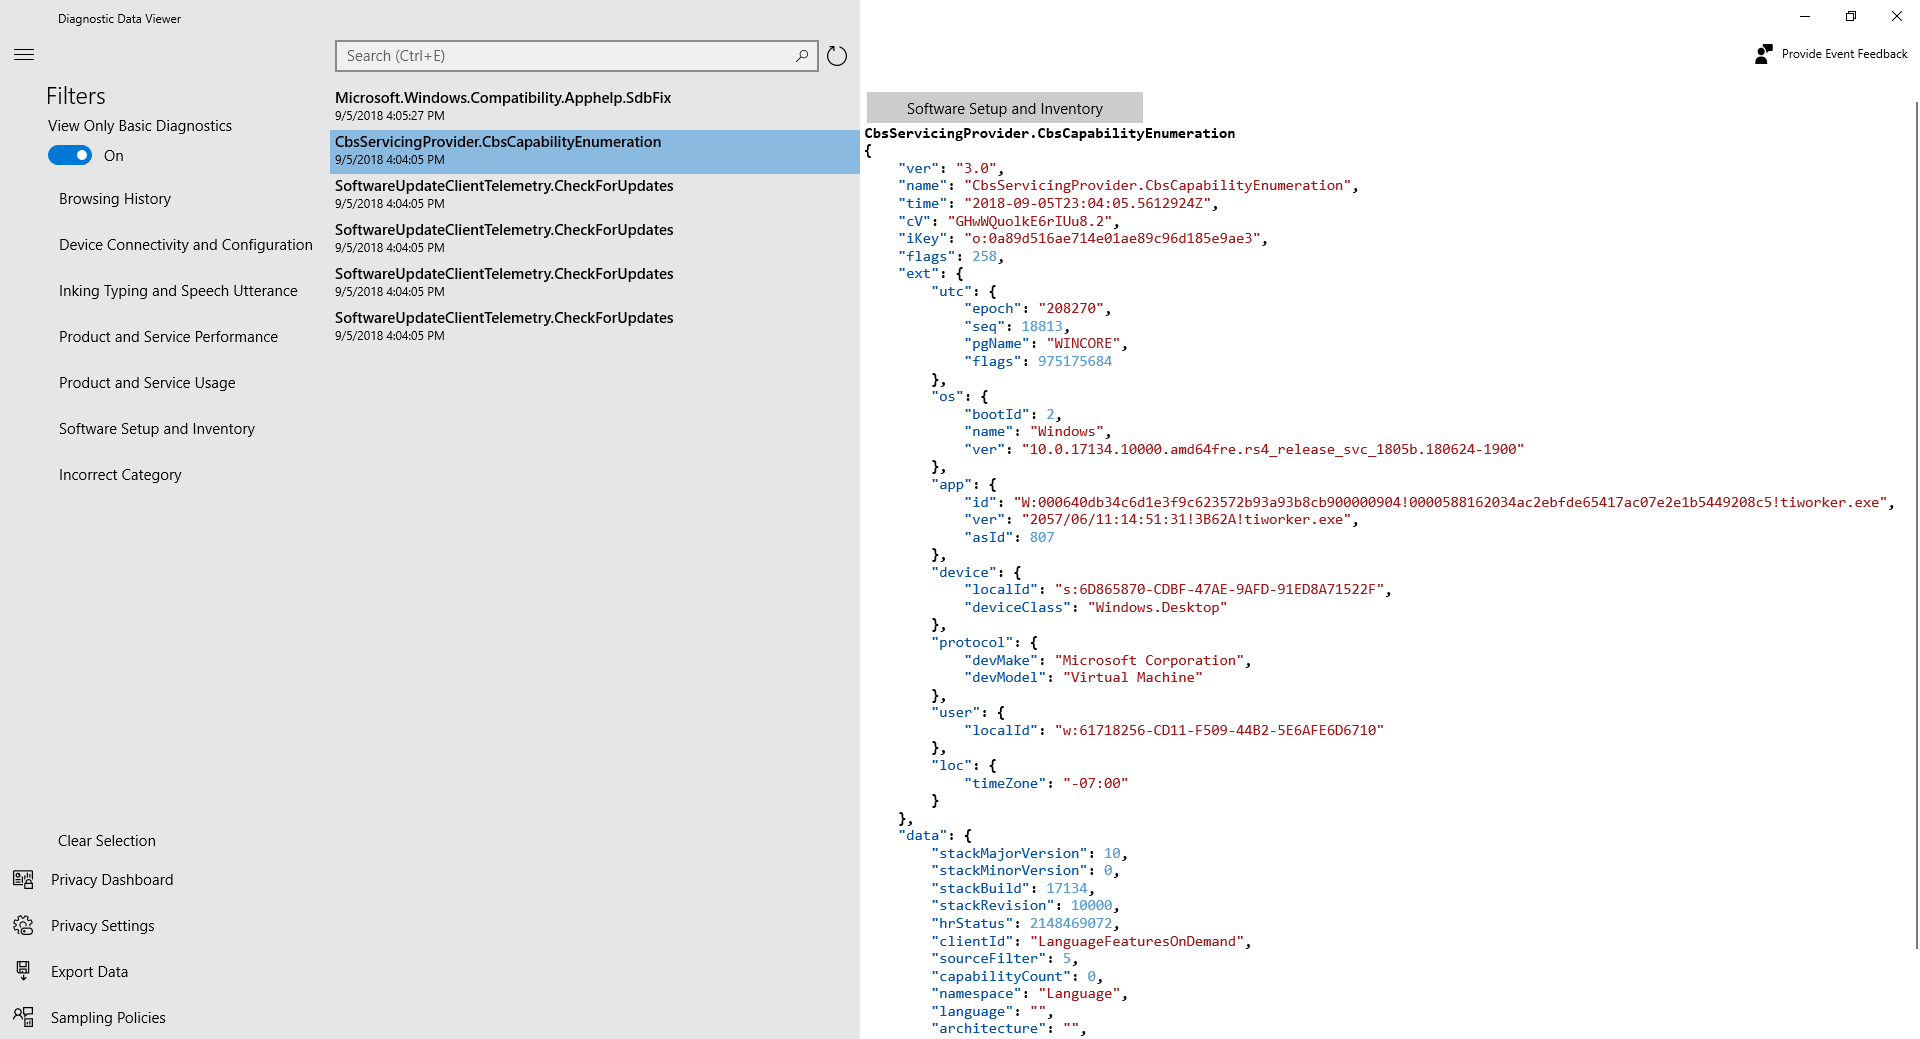 Diagnostic Data Viewer
Search (Ctrl+E)
Provide Event Feedback
Filters
View Only Basic Diagnostics
On
Browsing History
Device Connectivity and Configuration
Inking Typing and Speech Utterance
Product and Service Performance
Product and Service Usage
Software Setup and Inventory
Incorrect Category
Clear Selection
Privacy Dashboard
Privacy Settings
Export Data
Sampling Policies
Microsoft.Windows.Compatibility.Apphelp.SdbFix
9/5/2018 4:05:27 PM
CbsServicingProvider.CbsCapabilityEnumeration
9/5/2018 4:04:05 PM
SoftwareUpdateClientTelemetry.CheckForUpdates
9/5/2018 4:04:05 PM
SoftwareUpdateClientTelemetry.CheckForUpdates
9/5/2018 4:04:05 PM
SoftwareUpdateClientTelemetry.CheckForUpdates
9/5/2018 4:04:05 PM
SoftwareUpdateClientTelemetry.CheckForUpdates
9/5/2018 4:04:05 PM
Software Setup and Inventory
CbsServicingProvider.CbsCapabilityEnumeration
{
"ver": "3.0",
"name": "CbsServicingProvider.CbsCapabilityEnumeration",
"time": "2018-09-05T23:04:05.5612924Z",
"cV": "GHwWQuolkE6rIUu8.2",
"iKey": "o:0a89d516ae714e01ae89c96d185e9ae3",
"flags": 258,
"ext": {
"utc": {
"epoch": "208270",
"seq": 18813,
"pgName": "WINCORE",
"flags": 975175684
},
"os": {
"bootId": 2,
"name": "Windows",
"ver": "10.0.17134.10000.amd64fre.rs4_release_svc_1805b.180624-1900"
},
"app": {
"id": "W:000640db34c6d1e3f9c623572b93a93b8cb900000904!0000588162034ac2ebfde65417ac07e2e1b5449208c5!tiworker.exe",
"ver": "2057/06/11:14:51:31!3B62A!tiworker.exe",
"asId": 807
},
"device": {
"localId": "s:6D865870-CDBF-47AE-9AFD-91ED8A71522F",
"deviceClass": "Windows.Desktop"
},
"protocol": {
"devMake": "Microsoft Corporation",
"devModel": "Virtual Machine"
},
"user": {
"localId": "w:61718256-CD11-F509-44B2-5E6AFE6D6710"
},
"loc": {
"timeZone": "-07:00"
}
},
"data": {
"stackMajorVersion": 10,
"stackMinorVersion": 0,
"stackBuild": 17134,
"stackRevision": 10000,
"hrStatus": 2148469072,
"clientId": "LanguageFeaturesOnDemand",
"sourceFilter": 5,
"capabilityCount": 0,
"namespace": "Language",
"language": "",
"architecture": "",